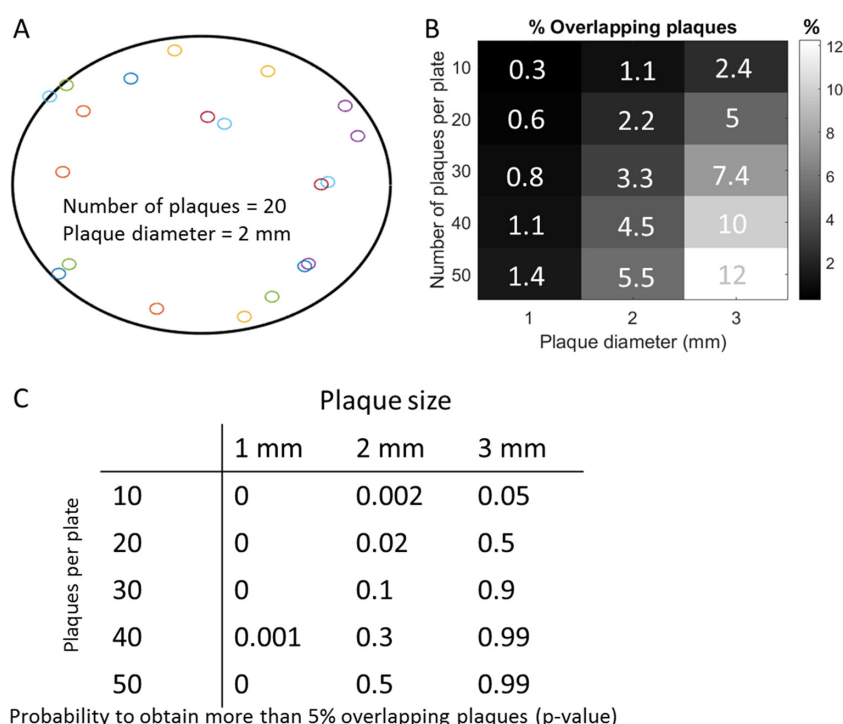 A
Number of plaques = 20
Plaque diameter = 2 mm
B
% Overlapping plaques
%
Number of plaques per plate
10 0.3 1.1 2.4
20 0.6 2.2 5
30 0.8 3.3 7.4
40 1.1 4.5 10
50 1.4 5.5 12
1 2 3
Plaque diameter (mm)
12
10
8
6
4
2
C
Plaque size
1 mm 2 mm 3 mm
Plaques per plate
10 0 0.002 0.05
20 0 0.02 0.5
30 0 0.1 0.9
40 0.001 0.3 0.99
50 0 0.5 0.99
Probability to obtain more than 5% overlapping plaques (p-value)